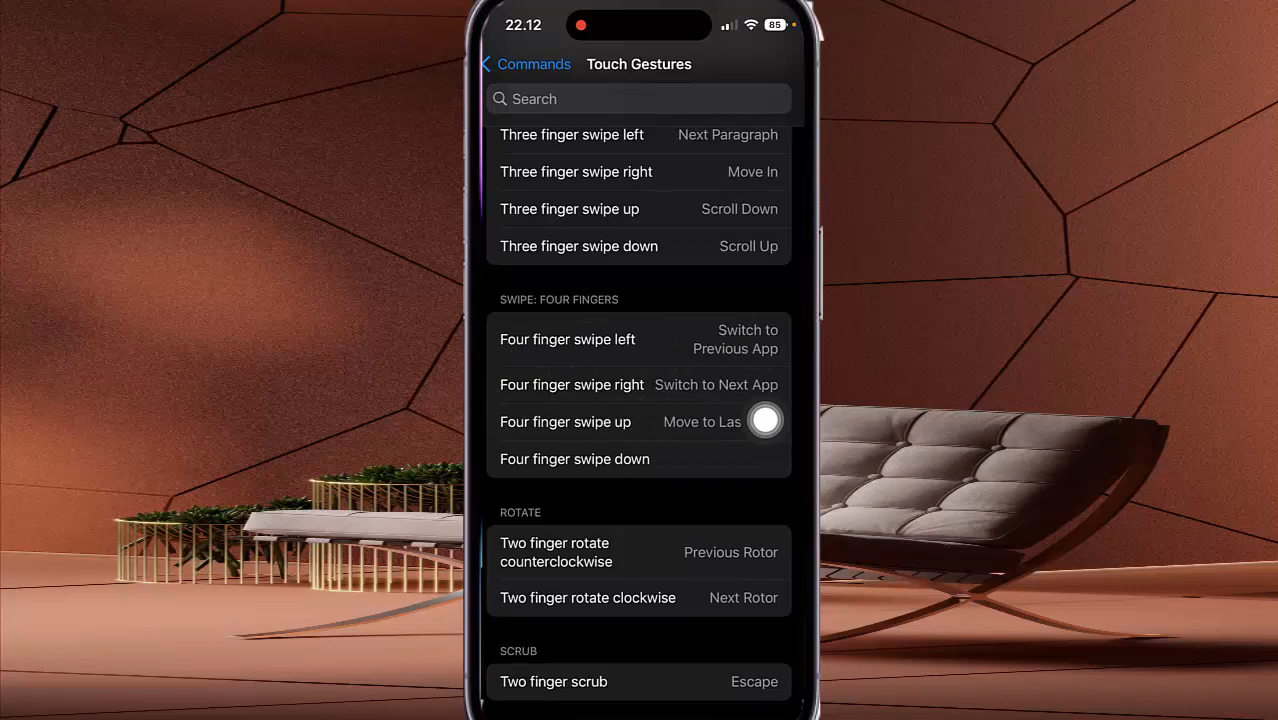 22.12
85
Commands
Touch Gestures
Search
Three finger swipe left Next Paragraph
Three finger swipe right Move In
Three finger swipe up Scroll Down
Three finger swipe down Scroll Up
SWIPE: FOUR FINGERS
Four finger swipe left Switch to
Previous App
Four finger swipe right Switch to Next App
Four finger swipe up Move to Las
Four finger swipe down
ROTATE
Two finger rotate
counterclockwise Previous Rotor
Two finger rotate clockwise Next Rotor
SCRUB
Two finger scrub Escape